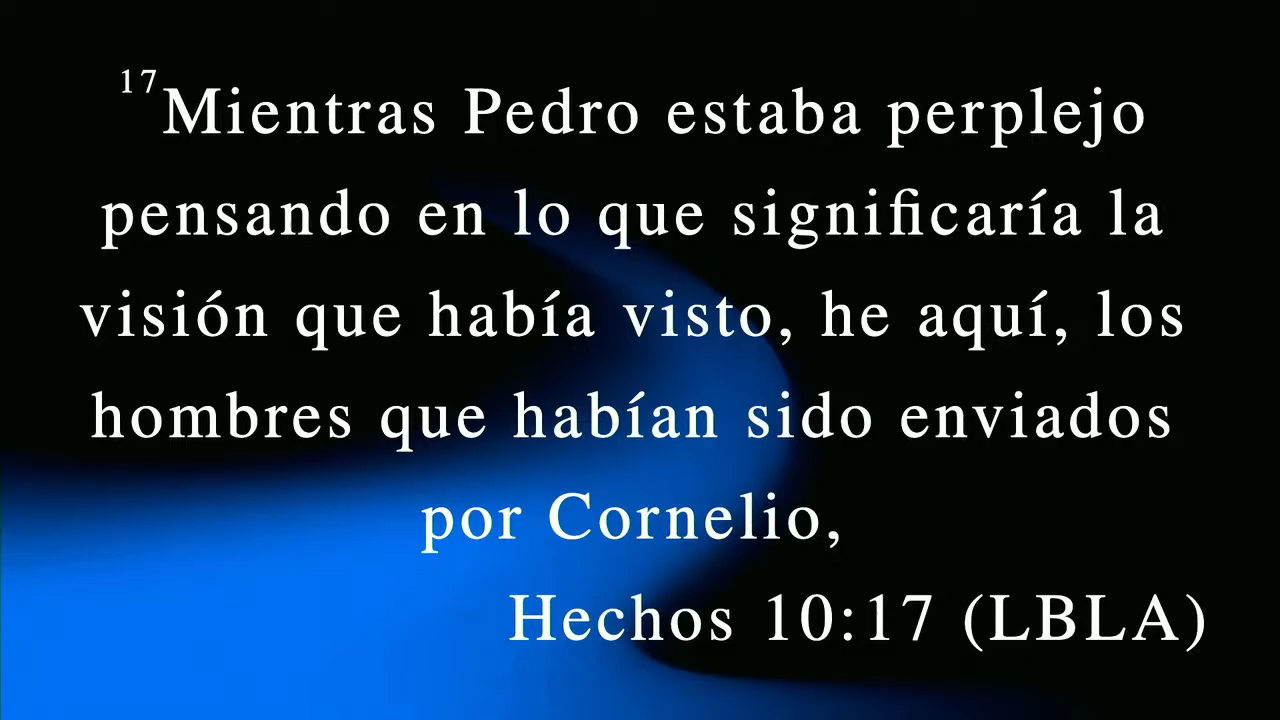 17Mientras Pedro estaba perplejo
pensando en lo que significaría la
visión que había visto, he aquí, los
hombres que habían sido enviados
por Cornelio,
Hechos 10:17 (LBLA)